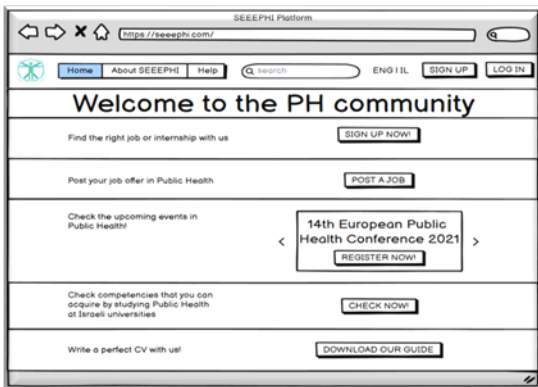 SEEEPHI Platform
https://seeephi.com/
Home
About SEEEPHI
Help
search
ENG I IL
SIGN UP
LOG IN
Welcome to the PH community
Find the right job or internship with us
SIGN UP NOW!
Post your job offer in Public Health
POST A JOB
Check the upcoming events in
Public Health!
14th European Public
Health Conference 2021
REGISTER NOW!
Check competencies that you can
acquire by studying Public Health
at Israeli universities
CHECK NOW!
Write a perfect CV with us!
DOWNLOAD OUR GUIDE